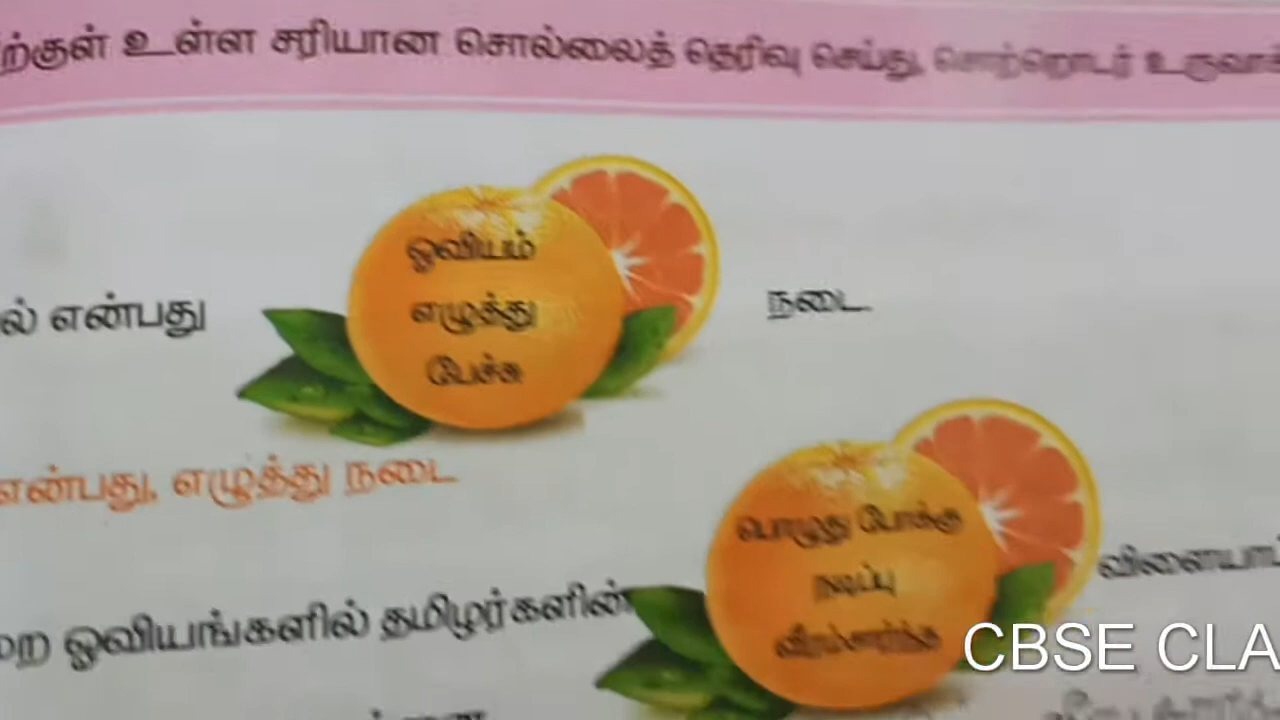 ற்குள் உள்ள சரியான சொல்லைத் தெரிவு செய்து, சொற்றொடர் உருவாக்
ஓவியம்
எழுத்து
பேச்சு
ல் என்பது
நடை.
என்பது, எழுத்து நடை
பொழுது போக்கு
நடிப்பு
வீரம்சார்ந்த
றை ஓவியங்களில் தமிழர்களின்
விளையாட்
CBSE CLA